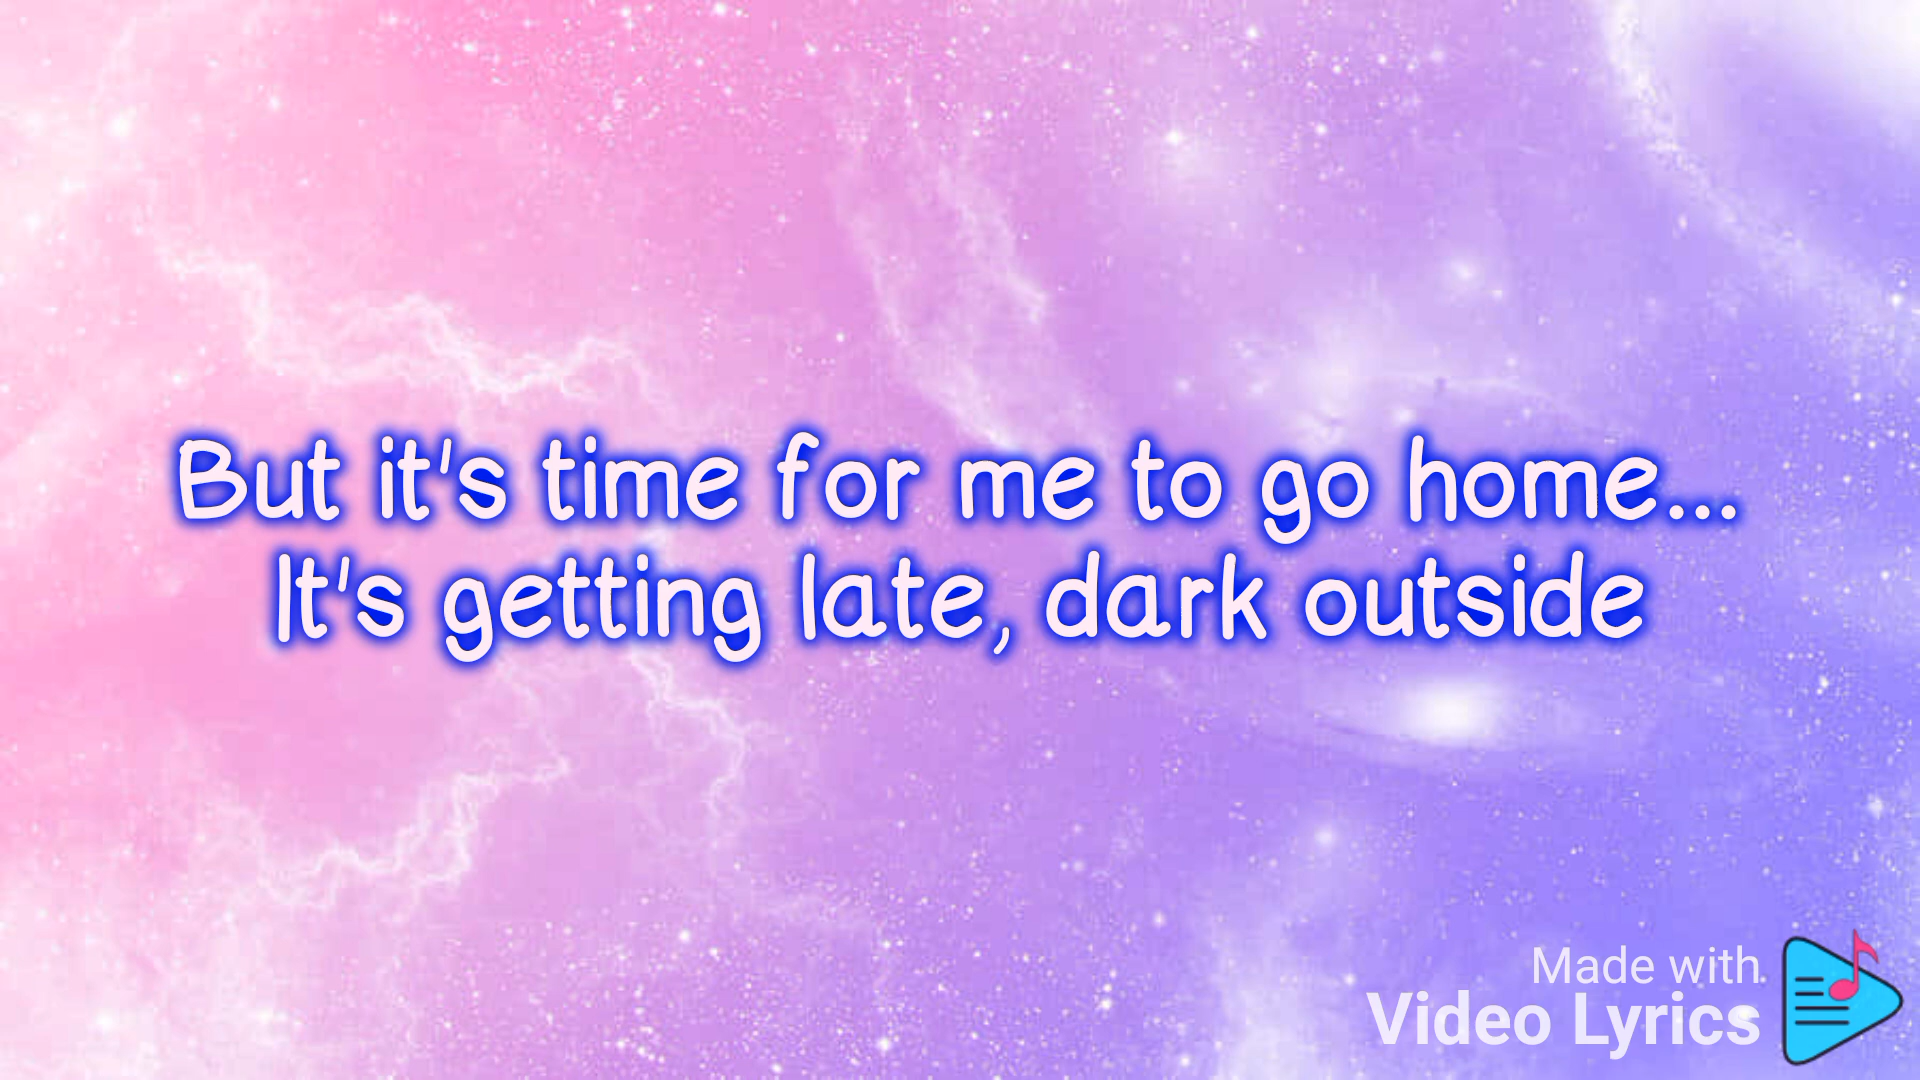 But it's time for me to go home...
It's getting late, dark outside
Made with
Video Lyrics